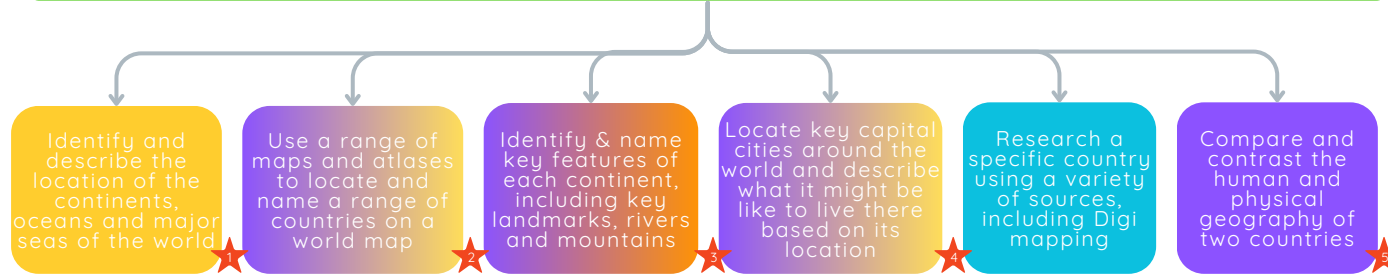 Identify and
describe the
location of the
continents,
oceans and major
seas of the world
1
Use a range of
maps and atlases
to locate and
name a range of
countries on a
world map
2
Identify & name
key features of
each continent,
including key
landmarks, rivers
and mountains
3
Locate key capital
cities around the
world and describe
what it might be
like to live there
based on its
location
4
Research a
specific country
using a variety
of sources,
including Digi
mapping
Compare and
contrast the
human and
physical
geography of
two countries
5